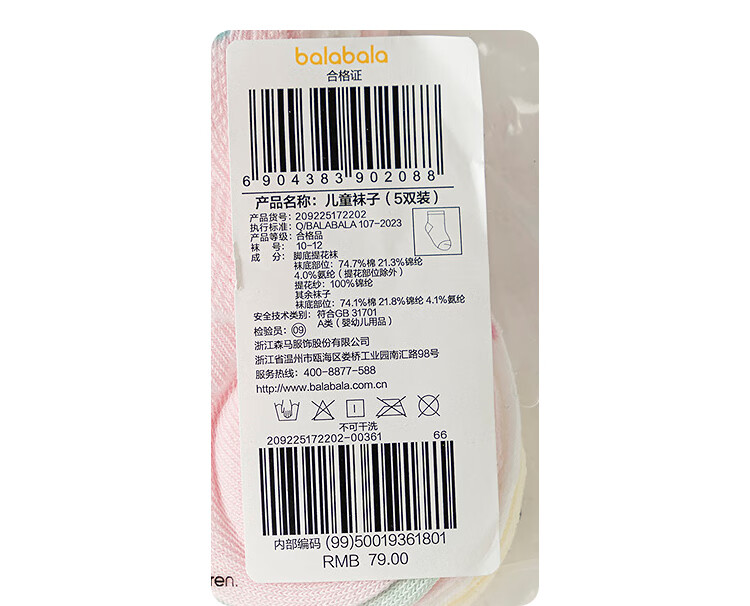 balabala
合格证
6904383902088
产品名称：儿童袜子（5双装）
产品货号：209225172202
执行标准：Q/BALABALA 107-2023
产品等级：合格品
袜　号：10-12
成　分：脚底提花袜
袜底部位：74.7%棉 21.3%锦纶
4.0%氨纶（提花部位除外）
提花纱：100%锦纶
其余袜子
袜底部位：74.1%棉 21.8%锦纶 4.1%氨纶
安全技术类别：符合GB 31701
A类（婴幼儿用品）
检验员：09
浙江森马服饰股份有限公司
浙江省温州市瓯海区娄桥工业园南汇路98号
服务热线：400-8877-588
http://www.balabala.com.cn
不可干洗
209225172202-00361 66
内部编码 (99)50019361801
RMB 79.00
ren.